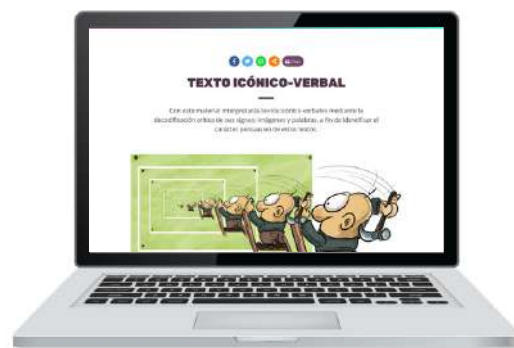 TEXTO ICÓNICO-VERBAL
Con este material interpretarás textos icónico-verbales mediante la
decodificación crítica de sus signos: imágenes y palabras, a fin de identificar el
carácter persuasivo de estos textos.